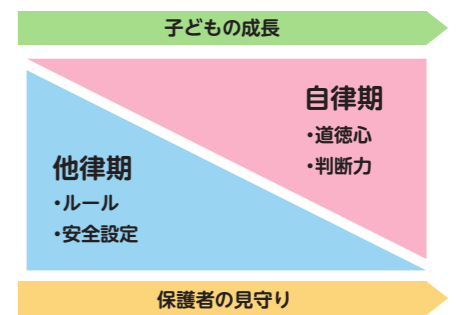 子どもの成長
自律期
・道徳心
・判断力
他律期
・ルール
・安全設定
保護者の見守り